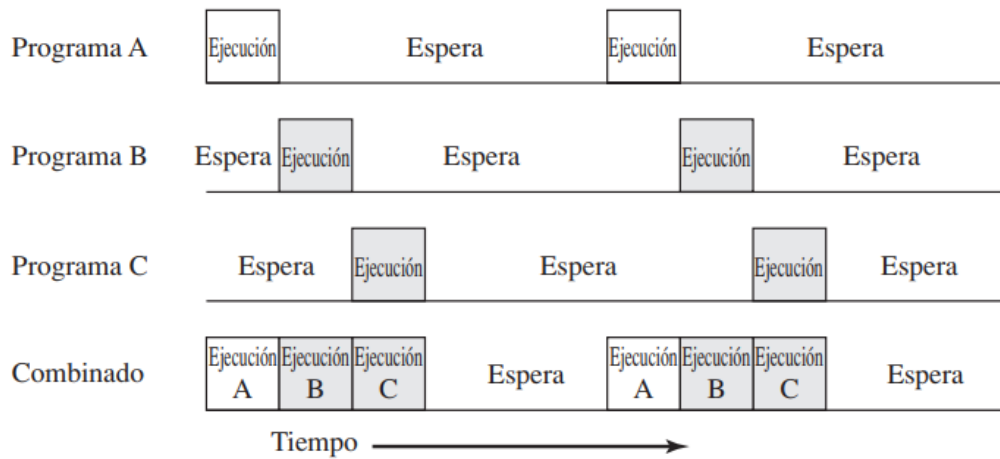 Programa A Ejecución Espera Ejecución Espera
Programa B Espera Ejecución Espera Ejecución Espera
Programa C Espera Ejecución Espera Ejecución Espera
Combinado Ejecución A Ejecución B Ejecución C Espera Ejecución A Ejecución B Ejecución C Espera
Tiempo